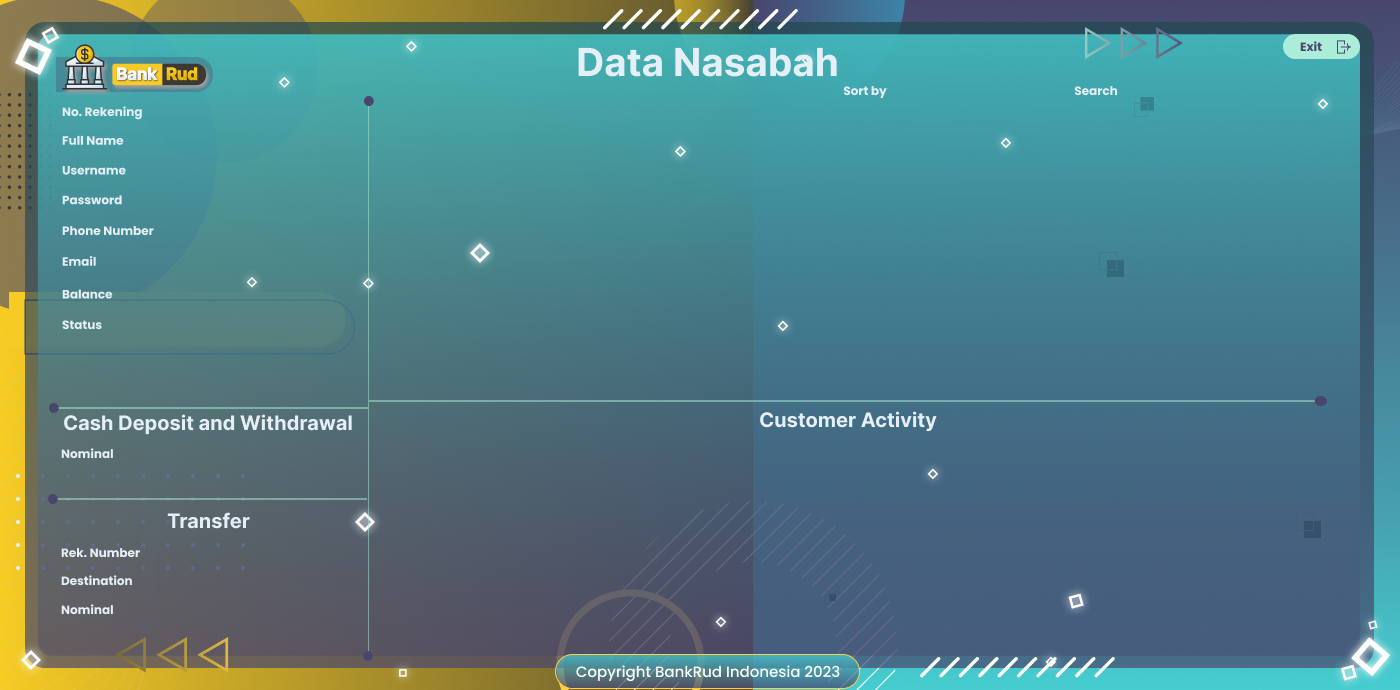 Data Nasabah
Exit
$
Bank Rud
Sort by
Search
No. Rekening
Full Name
Username
Password
Phone Number
Email
Balance
Status
Cash Deposit and Withdrawal
Nominal
Customer Activity
Transfer
Rek. Number
Destination
Nominal
Copyright BankRud Indonesia 2023